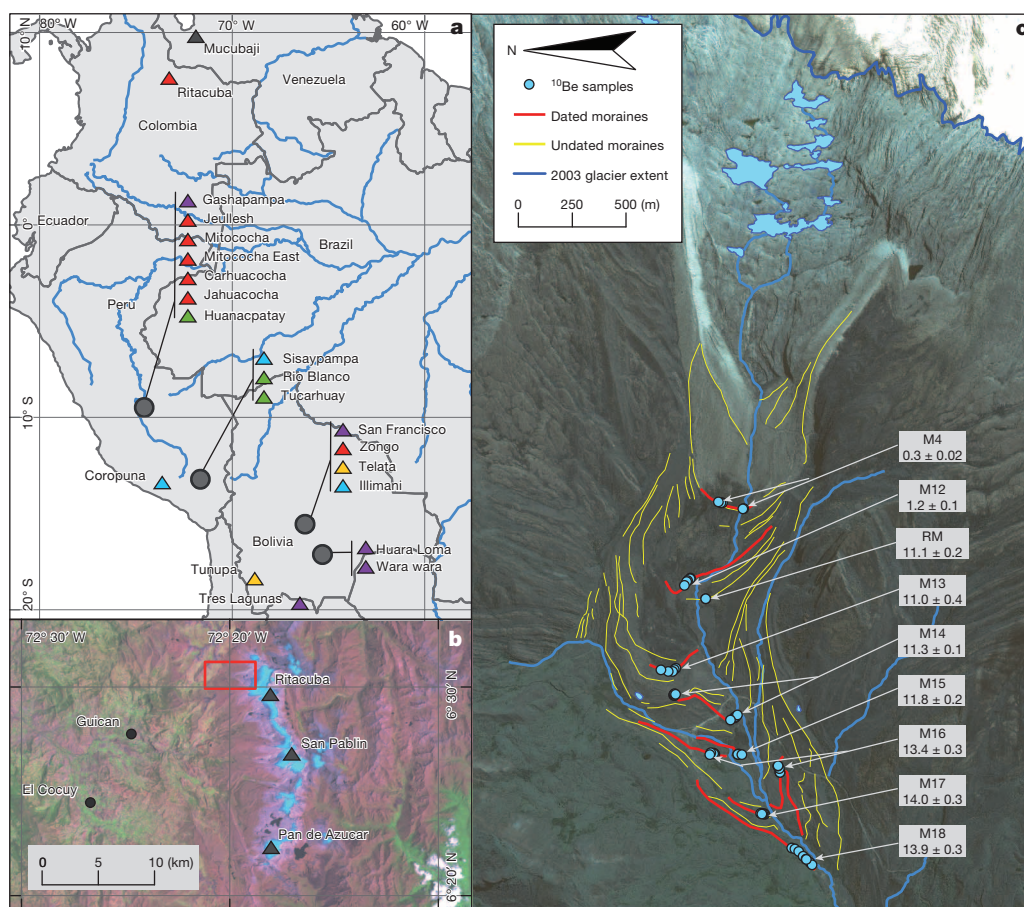 80° W
70° W
60° W
a
10° N
Mucubaji
Ritacuba
Venezuela
Colombia
Gashapampa
Jeullesh
Mitococha
Mitococha East
Carhuacocha
Jahuacocha
Huanacpatay
Ecuador
0°
Brazil
Peru
Sisaypampa
Rio Blanco
Tucarhuay
10° S
San Francisco
Zongo
Telata
Illimani
Coropuna
Bolivia
Huara Loma
Wara wara
Tunupa
Tres Lagunas
20° S
72° 30′ W
72° 20′ W
b
Ritacuba
6° 30′ N
Guican
San Pablin
El Cocuy
Pan de Azucar
0 5 10 (km)
6° 20′ N
c
N
10Be samples
Dated moraines
Undated moraines
2003 glacier extent
0 250 500 (m)
M4
0.3 ± 0.02
M12
1.2 ± 0.1
RM
11.1 ± 0.2
M13
11.0 ± 0.4
M14
11.3 ± 0.1
M15
11.8 ± 0.2
M16
13.4 ± 0.3
M17
14.0 ± 0.3
M18
13.9 ± 0.3